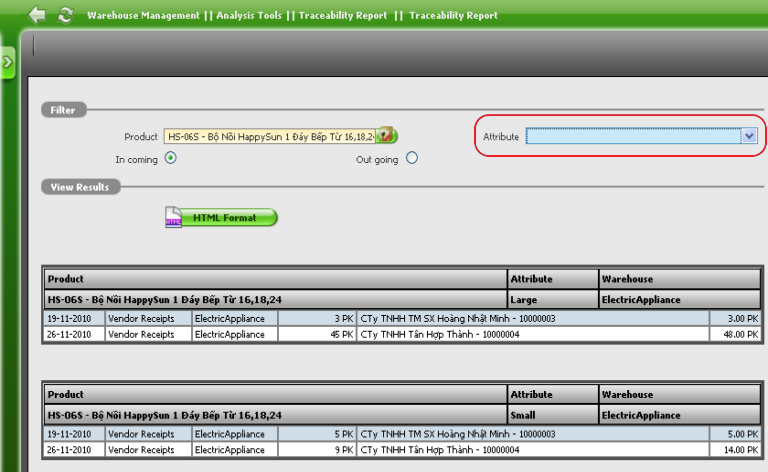 Warehouse Management || Analysis Tools || Traceability Report || Traceability Report
Filter
Product HS-06S - Bộ Nồi HappySun 1 Đáy Bếp Từ 16,18,24 Attribute
In coming Out going
View Results
HTML HTML Format
Product Attribute Warehouse
HS-06S - Bộ Nồi HappySun 1 Đáy Bếp Từ 16,18,24 Large ElectricAppliance
19-11-2010 Vendor Receipts ElectricAppliance 3 PK CTy TNHH TM SX Hoàng Nhật Minh - 10000003 3.00 PK
26-11-2010 Vendor Receipts ElectricAppliance 45 PK CTy TNHH Tân Hợp Thành - 10000004 48.00 PK
Product Attribute Warehouse
HS-06S - Bộ Nồi HappySun 1 Đáy Bếp Từ 16,18,24 Small ElectricAppliance
19-11-2010 Vendor Receipts ElectricAppliance 5 PK CTy TNHH TM SX Hoàng Nhật Minh - 10000003 5.00 PK
26-11-2010 Vendor Receipts ElectricAppliance 9 PK CTy TNHH Tân Hợp Thành - 10000004 14.00 PK